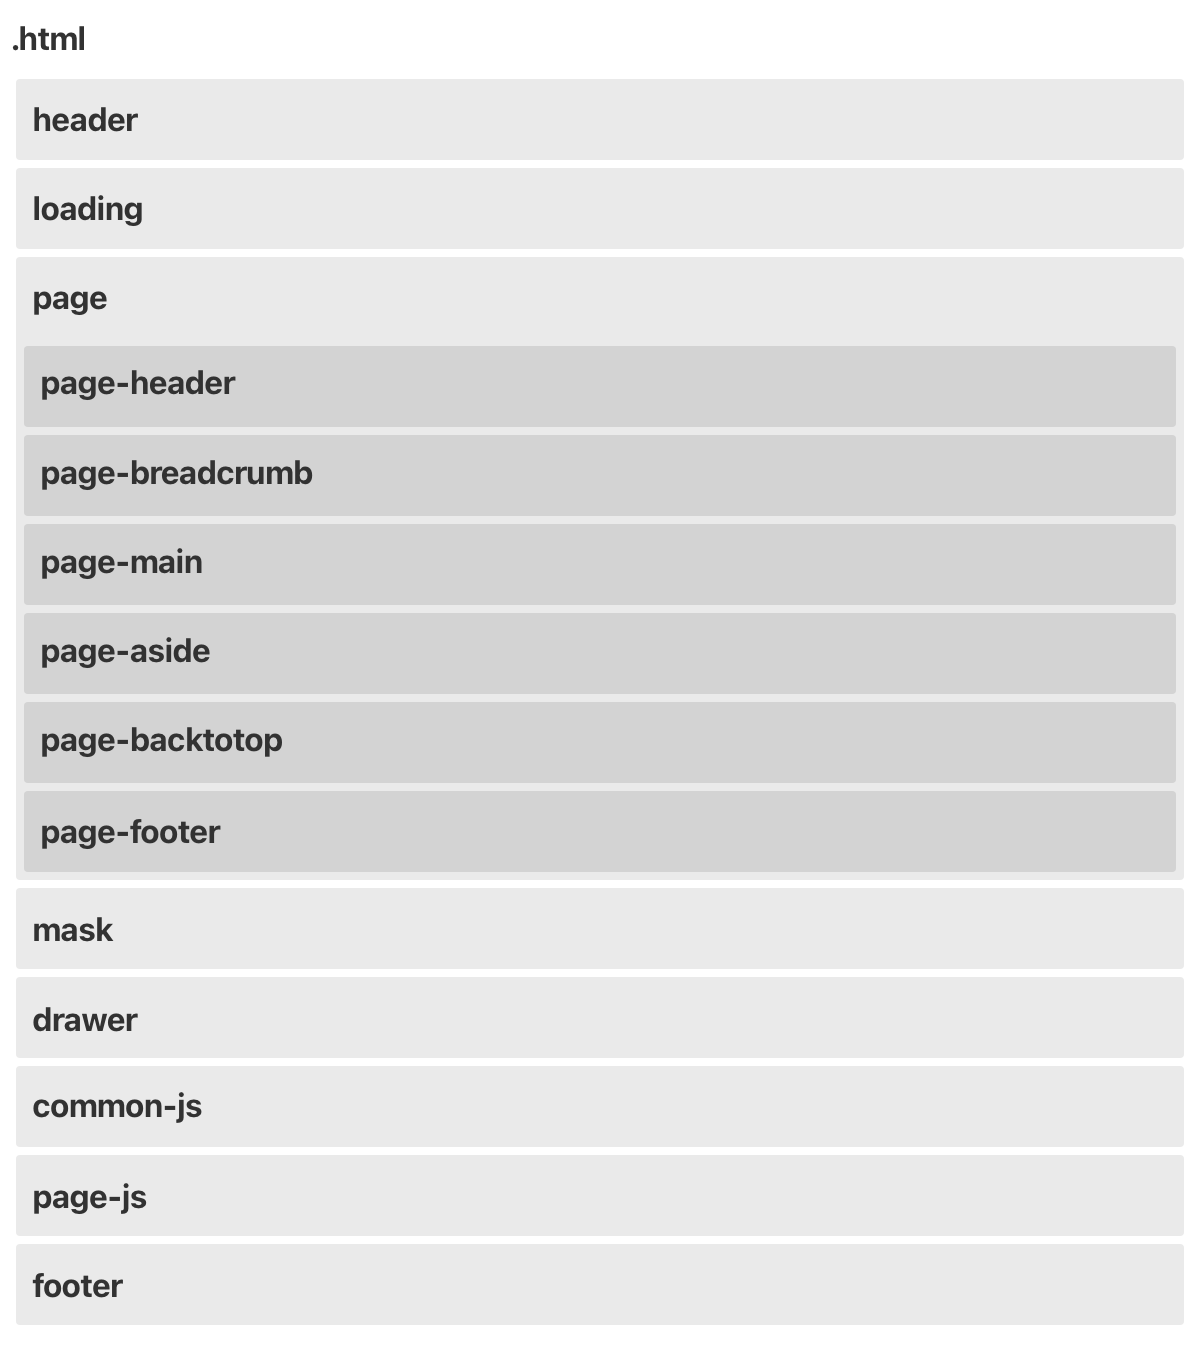 .html
header
loading
page
page-header
page-breadcrumb
page-main
page-aside
page-backtotop
page-footer
mask
drawer
common-js
page-js
footer